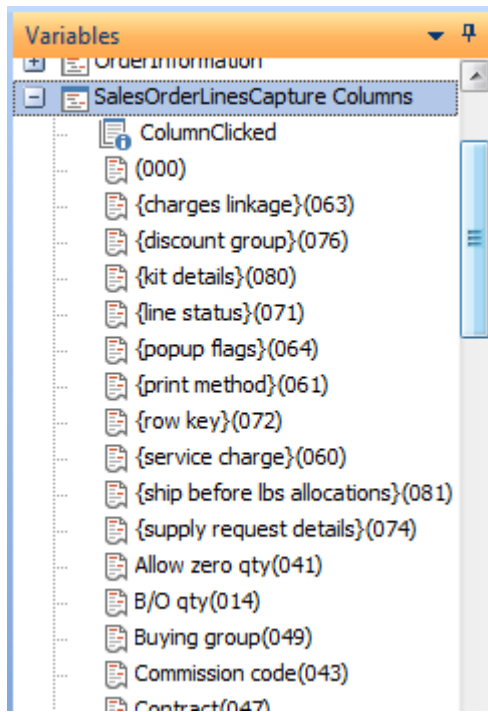 Variables
OrderInformation
SalesOrderLinesCapture Columns
ColumnClicked
(000)
{charges linkage}(063)
{discount group}(076)
{kit details}(080)
{line status}(071)
{popup flags}(064)
{print method}(061)
{row key}(072)
{service charge}(060)
{ship before lbs allocations}(081)
{supply request details}(074)
Allow zero qty(041)
B/O qty(014)
Buying group(049)
Commission code(043)
Contract(047)